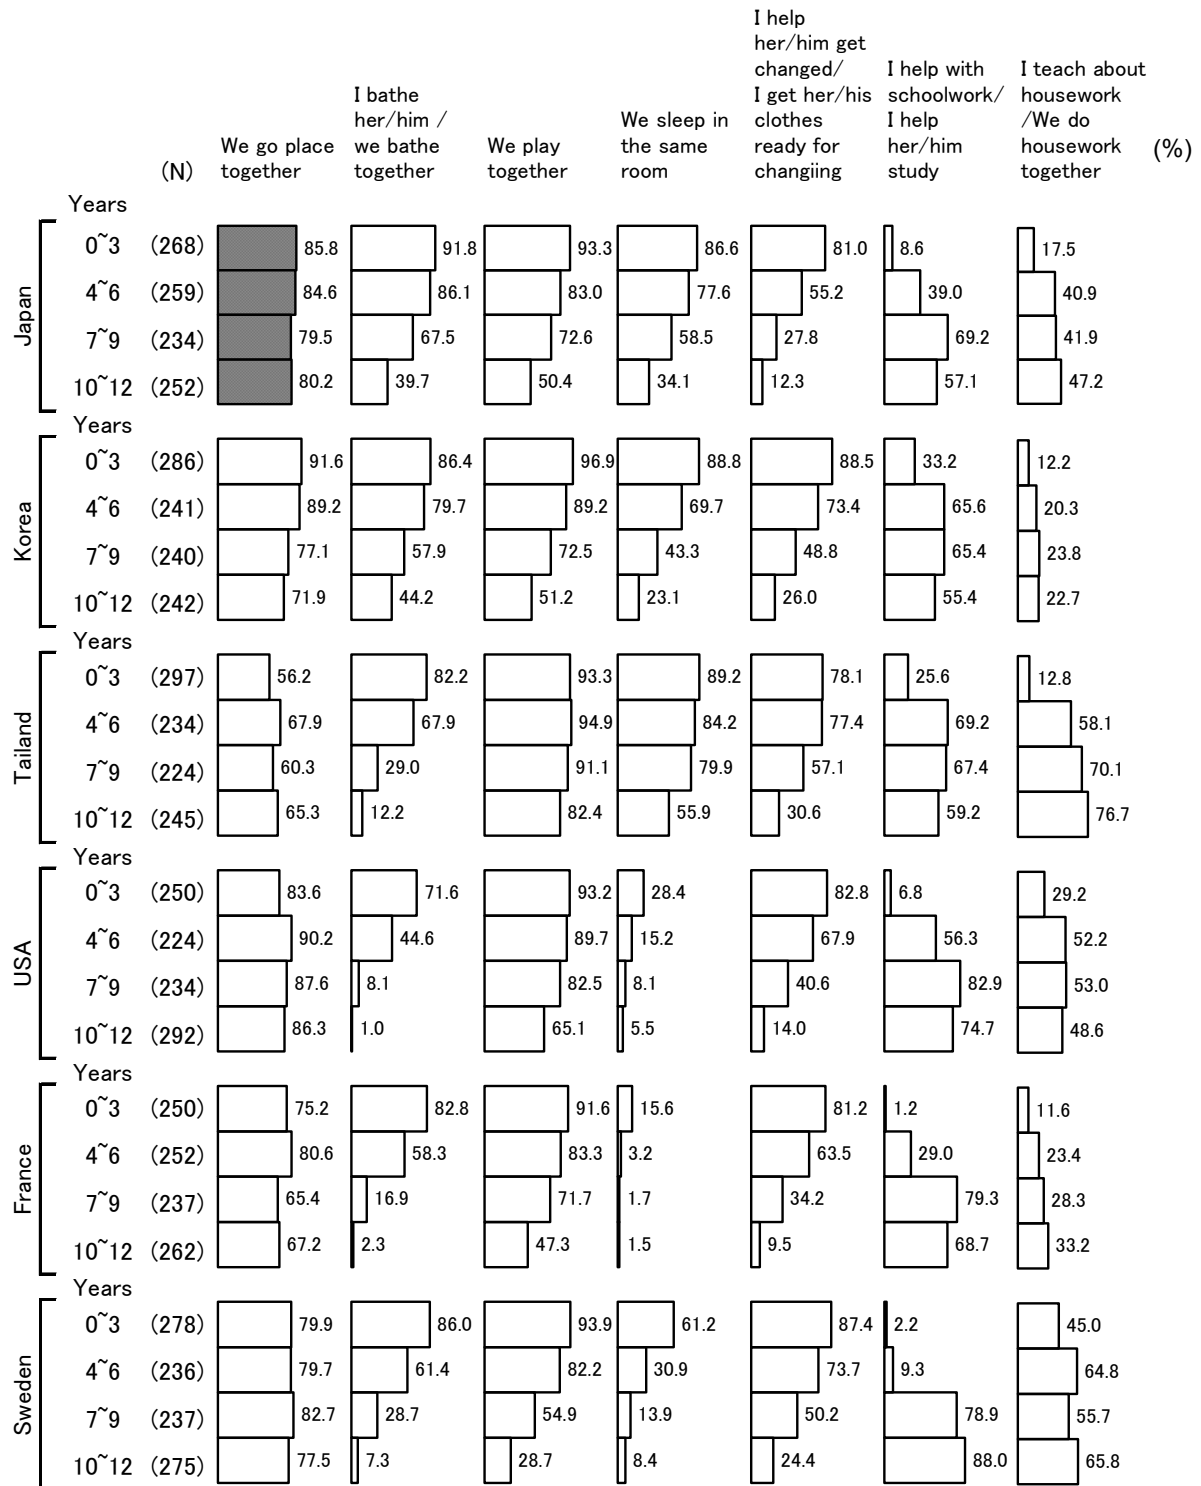 I help
her/him get
changed/
I get her/his
clothes
ready for
changiing
I help with
schoolwork/
I help
her/him
study
I teach about
housework
/We do
housework
together
I bathe
her/him /
we bathe
together
We go place
together
We play
together
We sleep in
the same
room
(N)
(%)
Years
Japan
0~3 (268) 85.8 91.8 93.3 86.6 81.0 8.6 17.5
4~6 (259) 84.6 86.1 83.0 77.6 55.2 39.0 40.9
7~9 (234) 79.5 67.5 72.6 58.5 27.8 69.2 41.9
10~12 (252) 80.2 39.7 50.4 34.1 12.3 57.1 47.2
Years
Korea
0~3 (286) 91.6 86.4 96.9 88.8 88.5 33.2 12.2
4~6 (241) 89.2 79.7 89.2 69.7 73.4 65.6 20.3
7~9 (240) 77.1 57.9 72.5 43.3 48.8 65.4 23.8
10~12 (242) 71.9 44.2 51.2 23.1 26.0 55.4 22.7
Years
Tailand
0~3 (297) 56.2 82.2 93.3 89.2 78.1 25.6 12.8
4~6 (234) 67.9 67.9 94.9 84.2 77.4 69.2 58.1
7~9 (224) 60.3 29.0 91.1 79.9 57.1 67.4 70.1
10~12 (245) 65.3 12.2 82.4 55.9 30.6 59.2 76.7
Years
USA
0~3 (250) 83.6 71.6 93.2 28.4 82.8 6.8 29.2
4~6 (224) 90.2 44.6 89.7 15.2 67.9 56.3 52.2
7~9 (234) 87.6 8.1 82.5 8.1 40.6 82.9 53.0
10~12 (292) 86.3 1.0 65.1 5.5 14.0 74.7 48.6
Years
France
0~3 (250) 75.2 82.8 91.6 15.6 81.2 1.2 11.6
4~6 (252) 80.6 58.3 83.3 3.2 63.5 29.0 23.4
7~9 (237) 65.4 16.9 71.7 1.7 34.2 79.3 28.3
10~12 (262) 67.2 2.3 47.3 1.5 9.5 68.7 33.2
Years
Sweden
0~3 (278) 79.9 86.0 93.9 61.2 87.4 2.2 45.0
4~6 (236) 79.7 61.4 82.2 30.9 73.7 9.3 64.8
7~9 (237) 82.7 28.7 54.9 13.9 50.2 78.9 55.7
10~12 (275) 77.5 7.3 28.7 8.4 24.4 88.0 65.8